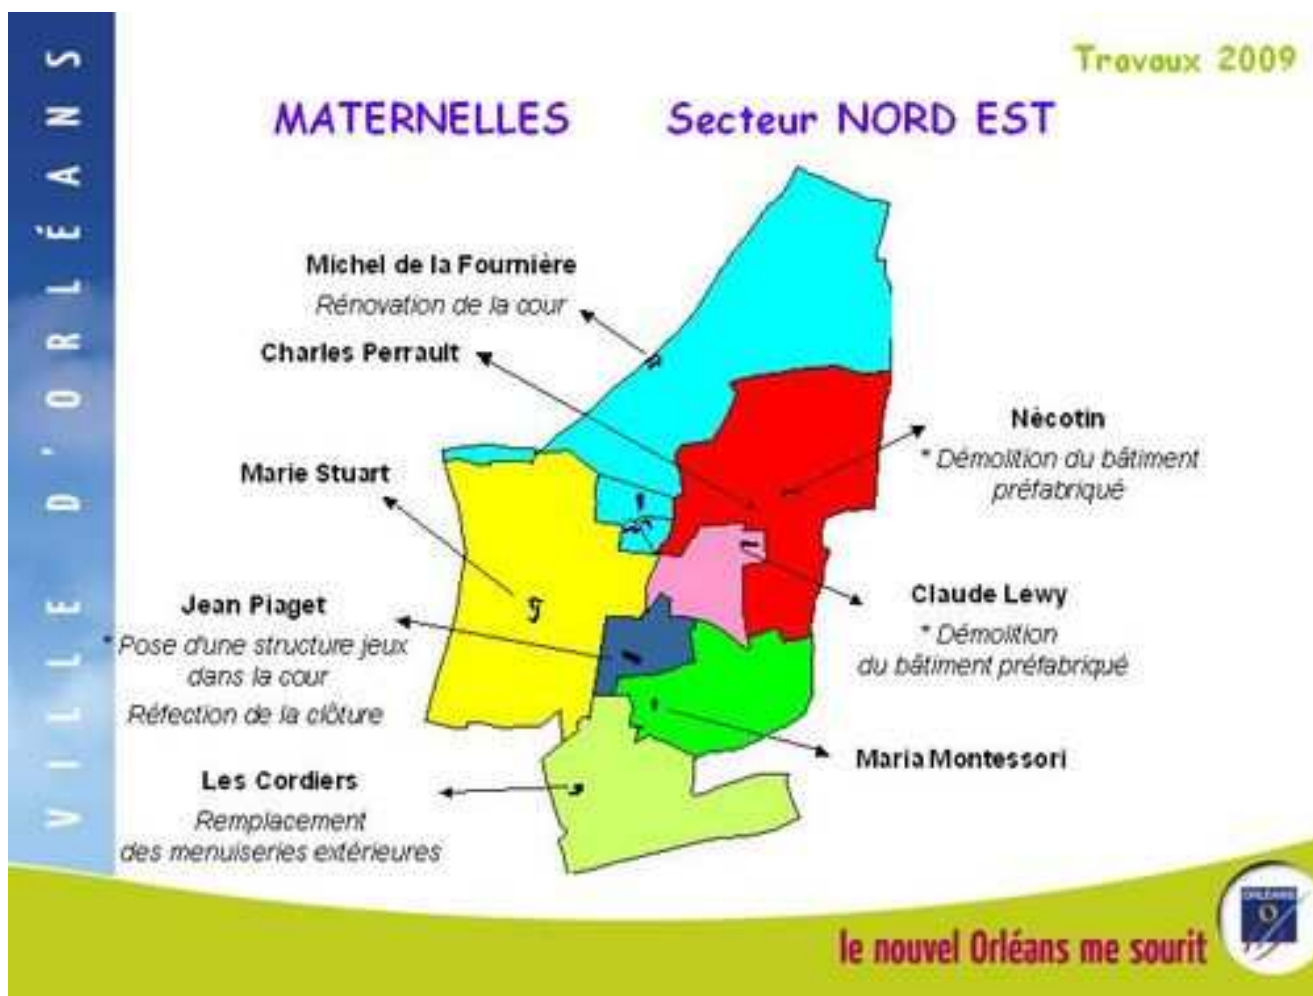 VILLE D'ORLÉANS
Travaux 2009
MATERNELLES Secteur NORD EST
Michel de la Fournière
Rénovation de la cour
Charles Perrault
Marie Stuart
Jean Piaget
* Pose d'une structure jeux
dans la cour
Réfection de la clôture
Les Cordiers
Remplacement
des menuiseries extérieures
Nécotin
* Démolition du bâtiment
préfabriqué
Claude Lewy
* Démolition
du bâtiment préfabriqué
Maria Montessori
le nouvel Orléans me sourit
ORLÉANS